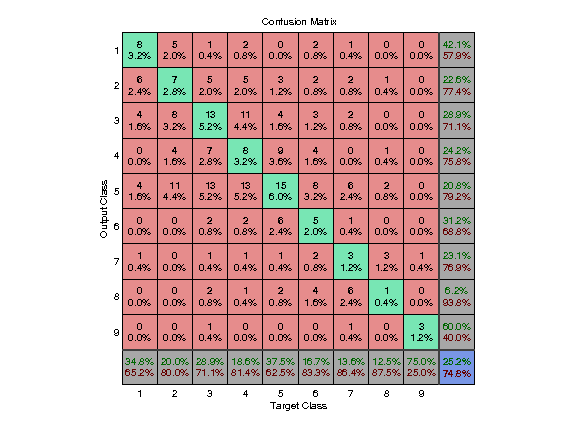 Confusion Matrix
1 8 5 1 2 0 2 1 0 0 42.1%
3.2% 2.0% 0.4% 0.8% 0.0% 0.8% 0.4% 0.0% 0.0% 57.9%
2 6 7 5 5 3 2 2 1 0 22.6%
2.4% 2.8% 2.0% 2.0% 1.2% 0.8% 0.8% 0.4% 0.0% 77.4%
3 4 8 13 11 4 3 2 0 0 28.9%
1.6% 3.2% 5.2% 4.4% 1.6% 1.2% 0.8% 0.0% 0.0% 71.1%
4 0 4 7 8 9 4 0 1 0 24.2%
0.0% 1.6% 2.8% 3.2% 3.6% 1.6% 0.0% 0.4% 0.0% 75.8%
5 4 11 13 13 15 8 6 2 0 20.8%
1.6% 4.4% 5.2% 5.2% 6.0% 3.2% 2.4% 0.8% 0.0% 79.2%
6 0 0 2 2 6 5 1 0 0 31.2%
0.0% 0.0% 0.8% 0.8% 2.4% 2.0% 0.4% 0.0% 0.0% 68.8%
7 1 0 1 1 1 2 3 3 1 23.1%
0.4% 0.0% 0.4% 0.4% 0.4% 0.8% 1.2% 1.2% 0.4% 76.9%
8 0 0 2 1 2 4 6 1 0 6.2%
0.0% 0.0% 0.8% 0.4% 0.8% 1.6% 2.4% 0.4% 0.0% 93.8%
9 0 0 1 0 0 0 1 0 3 60.0%
0.0% 0.0% 0.4% 0.0% 0.0% 0.0% 0.4% 0.0% 1.2% 40.0%
34.8% 20.0% 28.9% 18.6% 37.5% 16.7% 13.6% 12.5% 75.0% 25.2%
65.2% 80.0% 71.1% 81.4% 62.5% 83.3% 86.4% 87.5% 25.0% 74.8%
1 2 3 4 5 6 7 8 9
Target Class
Output Class